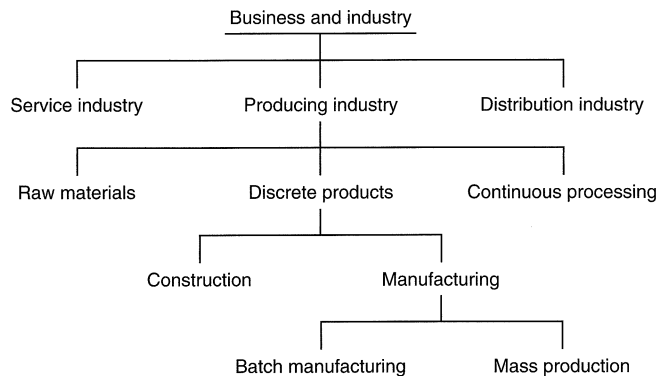 Business and industry
Service industry
Producing industry
Distribution industry
Raw materials
Discrete products
Continuous processing
Construction
Manufacturing
Batch manufacturing
Mass production